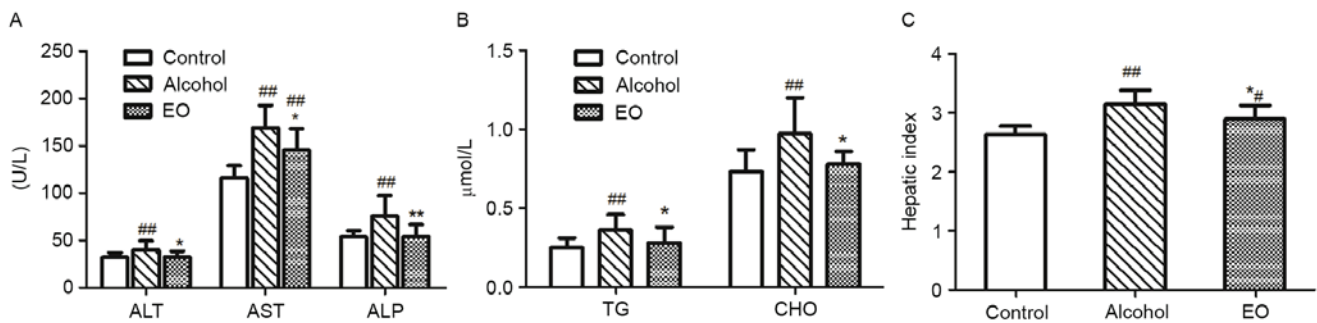 A
250
200
150
100
50
0
(U/L)
Control
Alcohol
EO
##
*
##
##
*
##
**
ALT
AST
ALP
B
1.5
1.0
0.5
0.0
μmol/L
Control
Alcohol
EO
##
*
##
*
TG
CHO
C
4
3
2
1
0
Hepatic index
##
*#
Control
Alcohol
EO